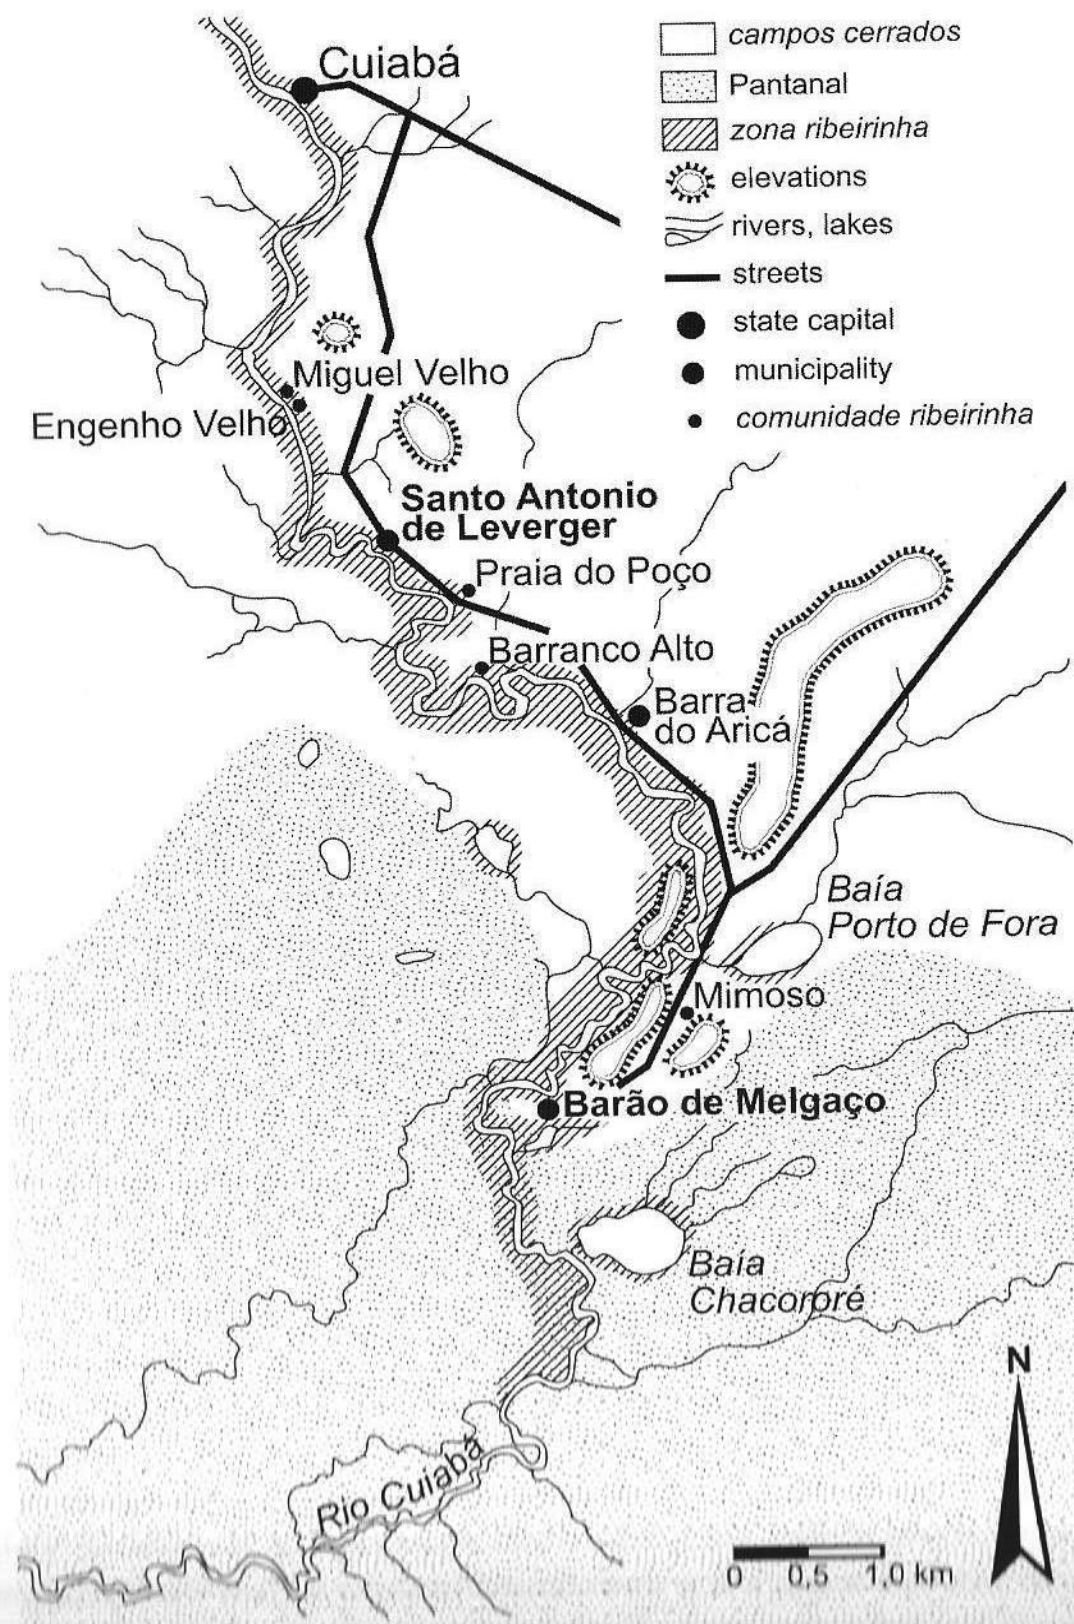 Cuiabá
campos cerrados
Pantanal
zona ribeirinha
elevations
rivers, lakes
streets
state capital
municipality
comunidade ribeirinha
Miguel Velho
Engenho Velho
Santo Antonio
de Leverger
Praia do Poço
Barranco Alto
Barra
do Aricá
Baía
Porto de Fora
Mimoso
Barão de Melgaço
Baía
Chacorpré
Rio Cuiabá
N
0 0,5 1,0 km